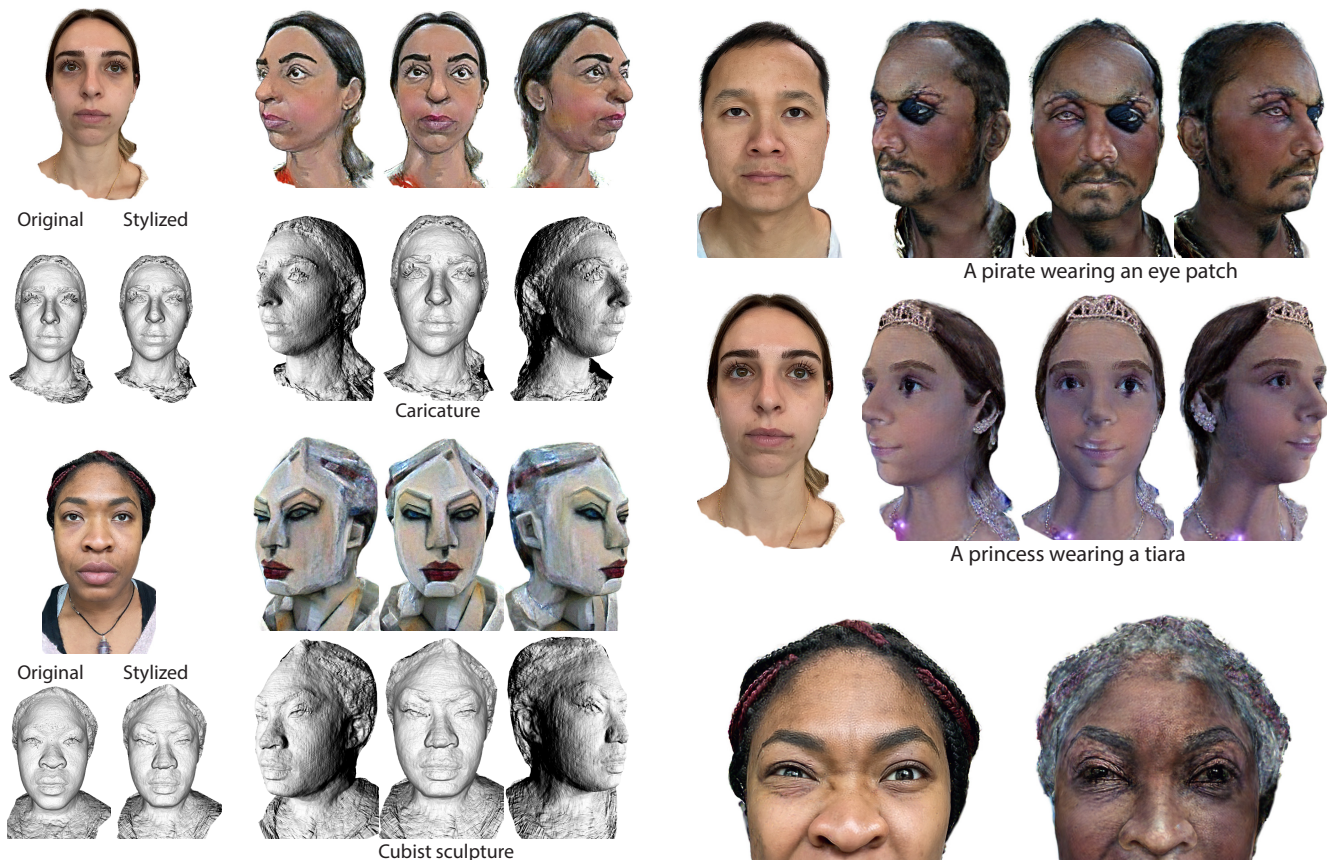 Original Stylized
Caricature
Original Stylized
Cubist sculpture
A pirate wearing an eye patch
A princess wearing a tiara